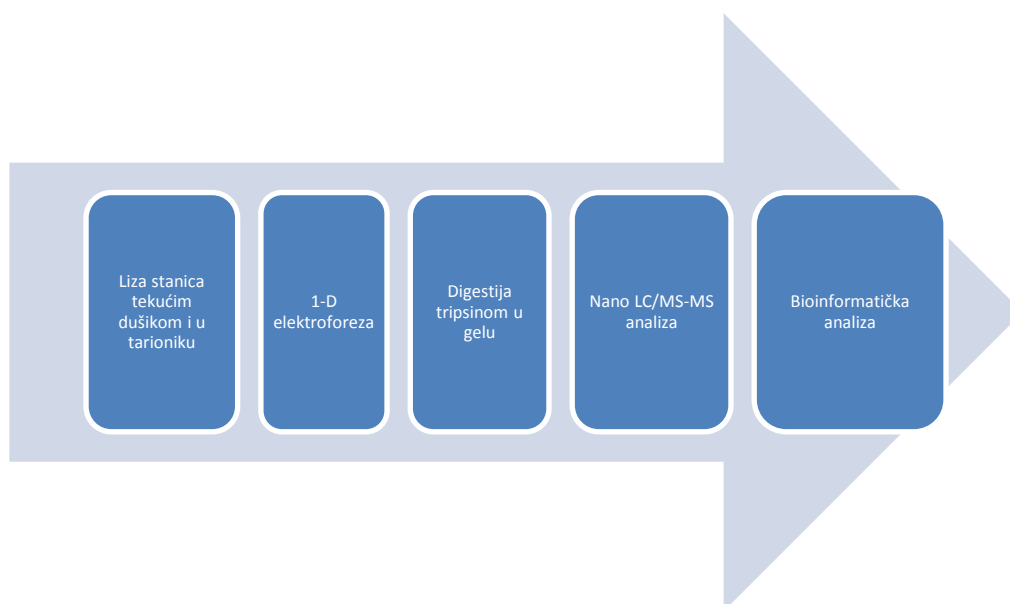 Liza stanica
tekućim
dušikom i u
tarioniku
1-D
elektroforeza
Digestija
tripsinom u
gelu
Nano LC/MS-MS
analiza
Bioinformatička
analiza